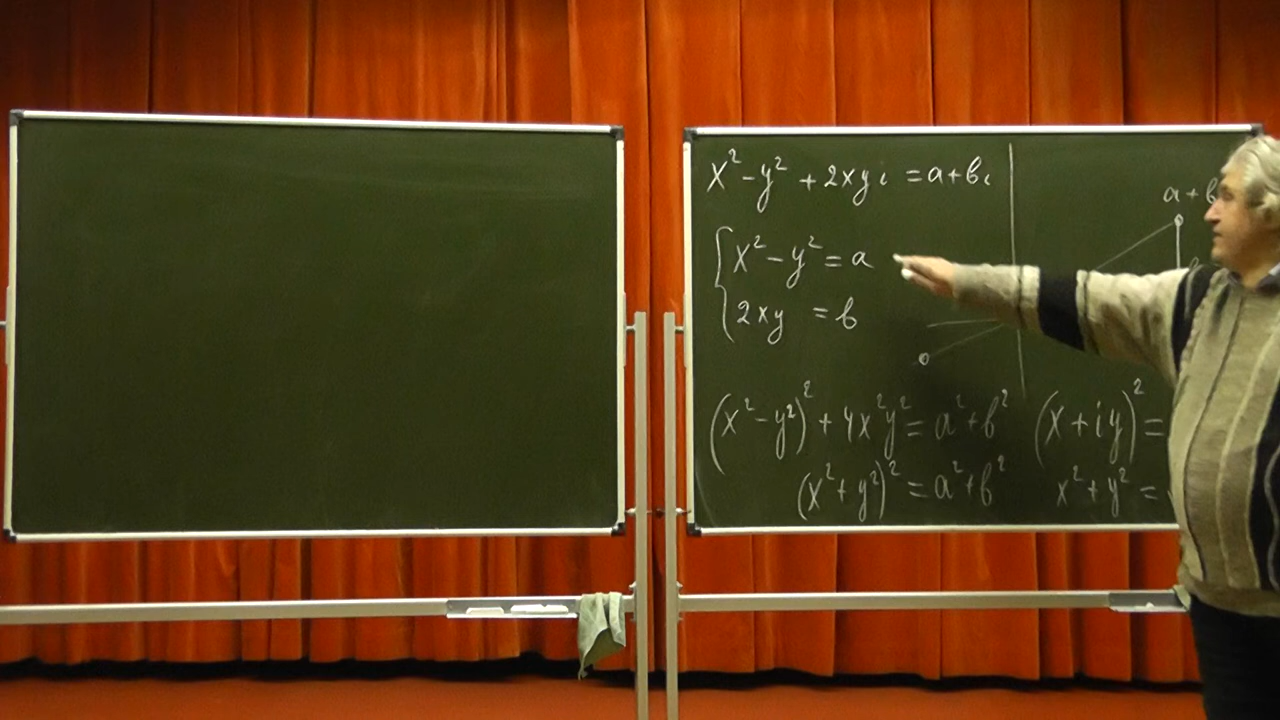 x² - y² + 2xyi = a + bi
a + b
x² - y² = a
2xy = b
(x² - y²)² + 4x²y² = a² + b²
(x + iy)² =
(x² + y²)² = a² + b²
x² + y² =